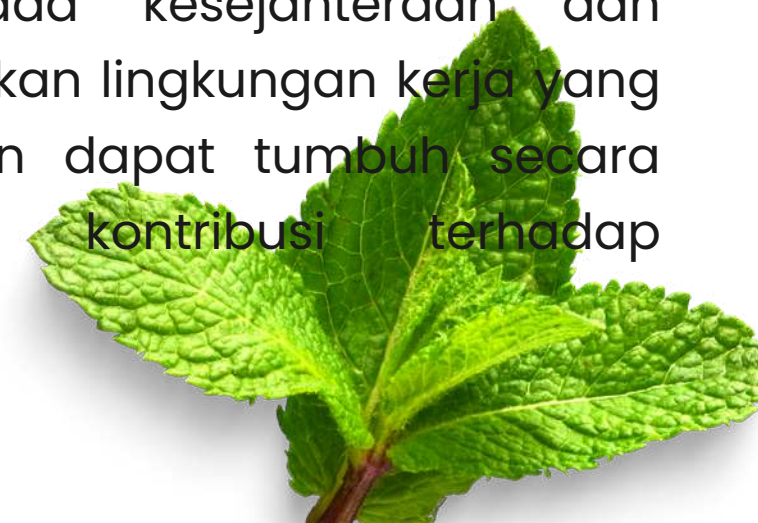 kesejahteraan dan
kan lingkungan kerja yang
n dapat tumbuh secara
kontribusi terhadap